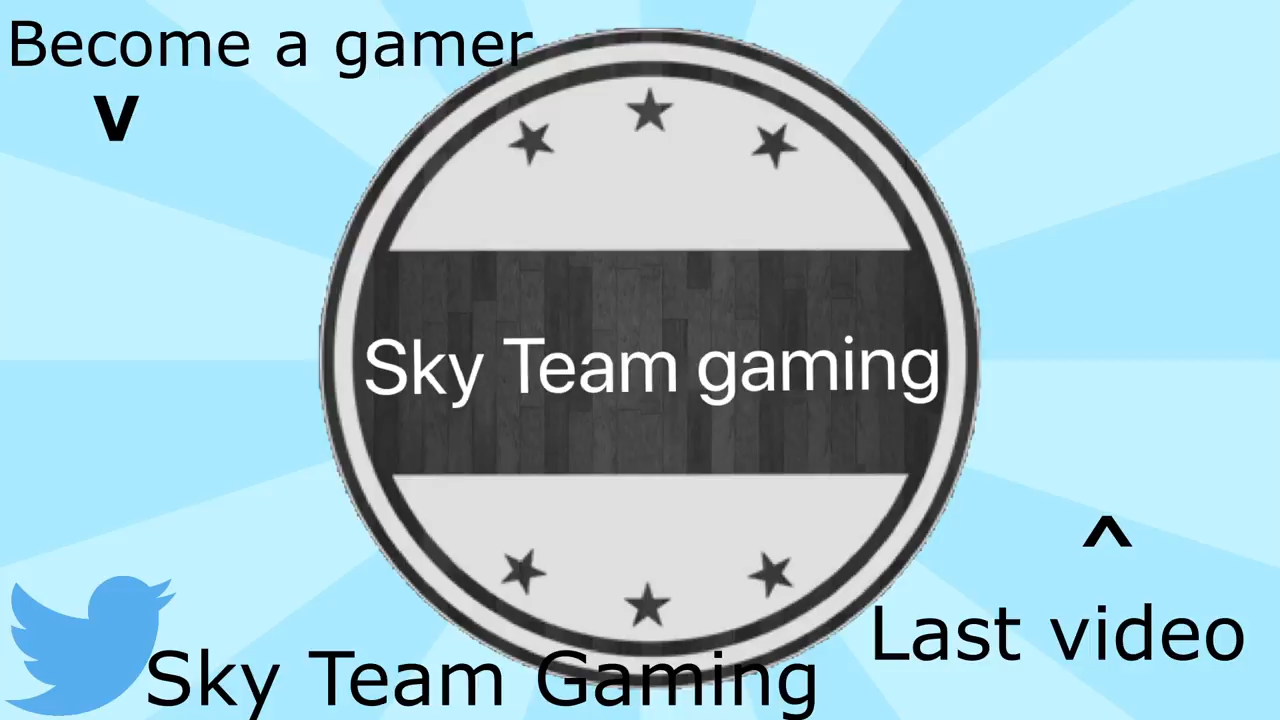 Become a gamer
v
Sky Team gaming
^
Last video
Sky Team Gaming